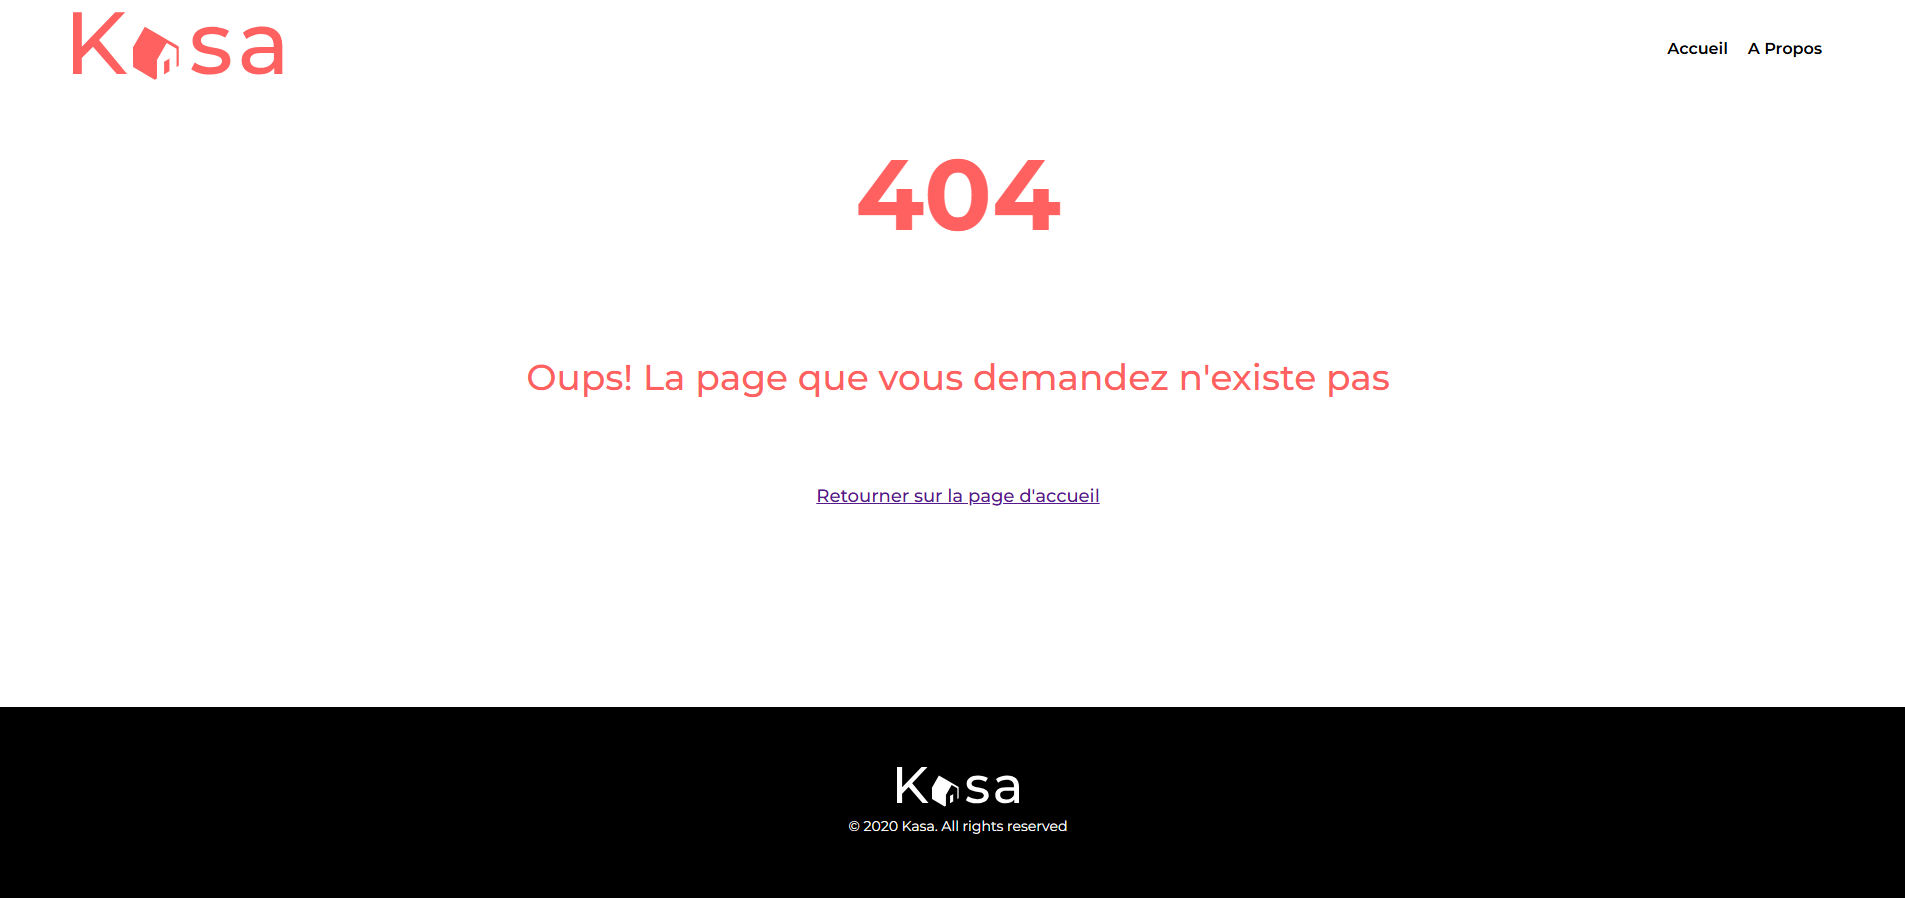 Kasa
Accueil A Propos
404
Oups! La page que vous demandez n'existe pas
Retourner sur la page d'accueil
Kasa
© 2020 Kasa. All rights reserved